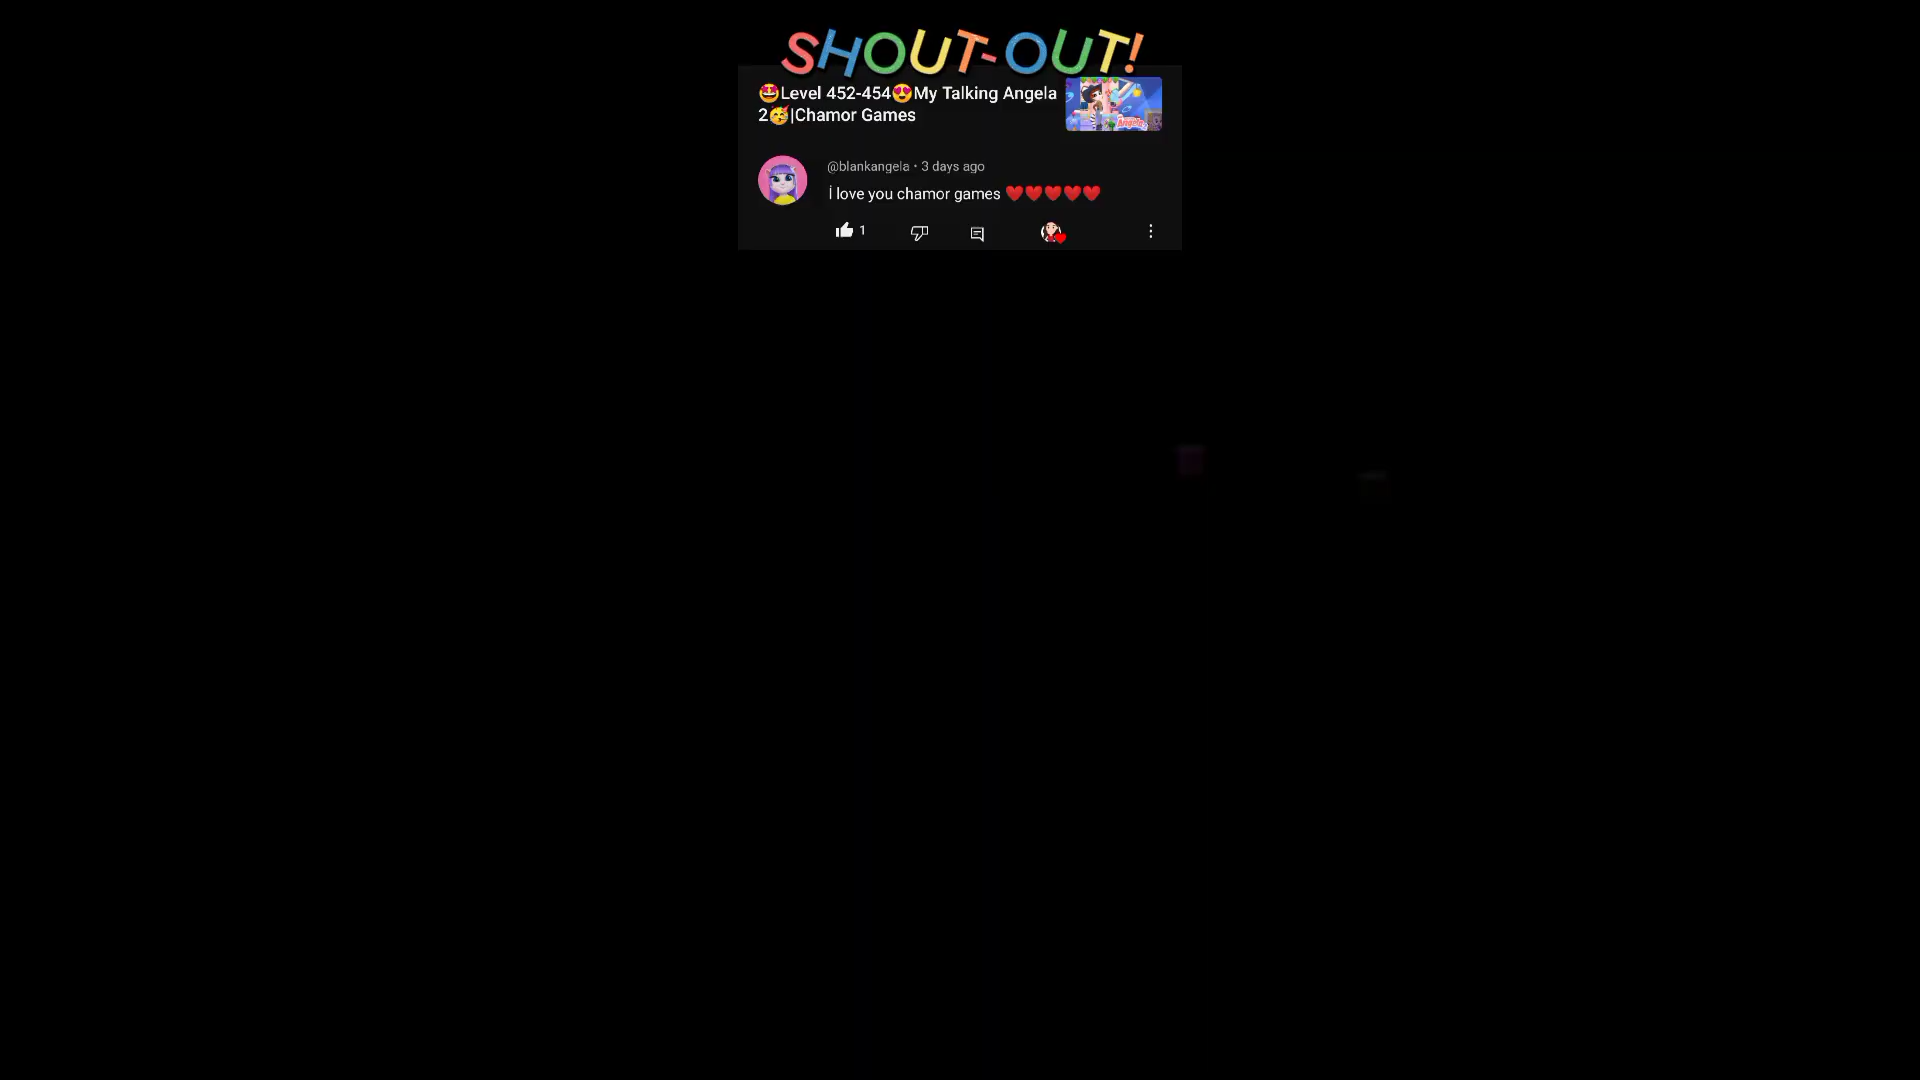 SHOUT-OUT!
🤩Level 452-454😍My Talking Angela
2🥳|Chamor Games
@blankangela • 3 days ago
İ love you chamor games ❤️❤️❤️❤️❤️
1